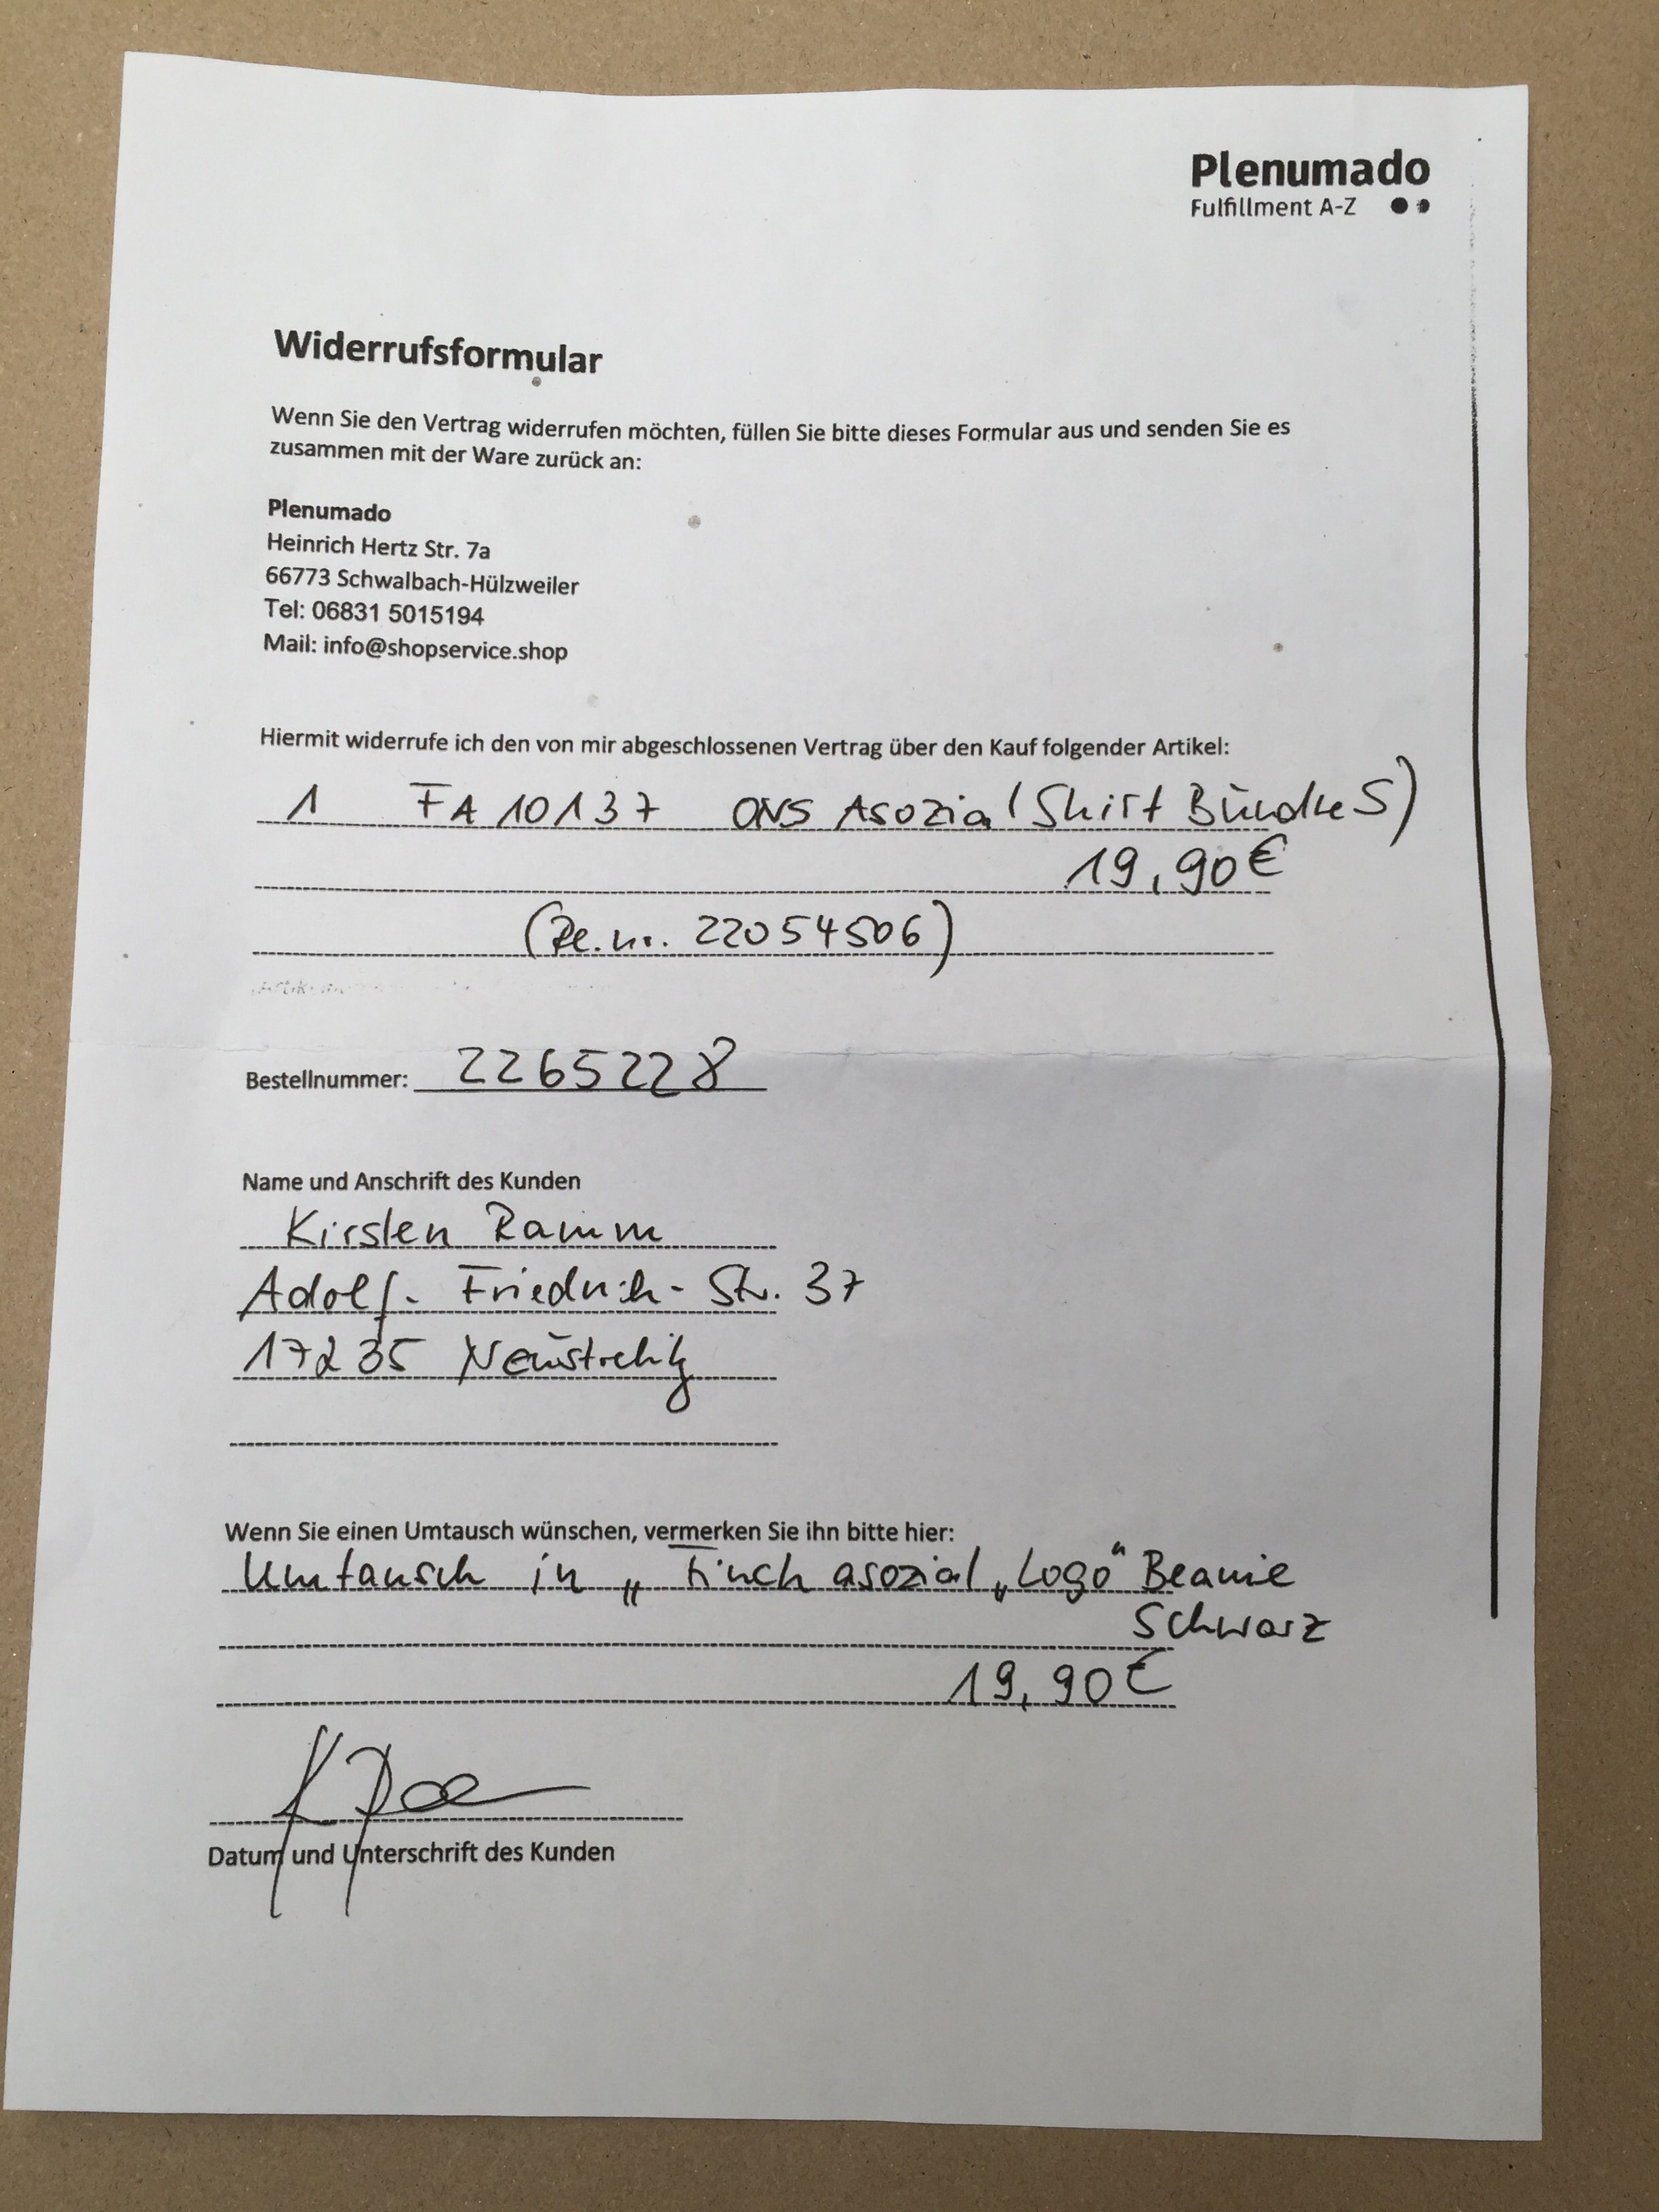 Plenumado
Fulfillment A-Z
Widerrufsformular
Wenn Sie den Vertrag widerrufen möchten, füllen Sie bitte dieses Formular aus und senden Sie es
zusammen mit der Ware zurück an:
Plenumado
Heinrich Hertz Str. 7a
66773 Schwalbach-Hülzweiler
Tel: 06831 5015194
Mail: info@shopservice.shop
Hiermit widerrufe ich den von mir abgeschlossenen Vertrag über den Kauf folgender Artikel:
1 FA10137 ONS Asozial (Shirt Bündle S)
19,90€
(Re.nr. 22054506)
Bestellnummer: 2265228
Name und Anschrift des Kunden
Kirsten Ramm
Adolf-Friedrich-Str. 37
17235 Neustrelitz
Wenn Sie einen Umtausch wünschen, vermerken Sie ihn bitte hier:
Umtausch in „Finch asozial „Logo“ Beanie
Schwarz
19,90€
Datum und Unterschrift des Kunden